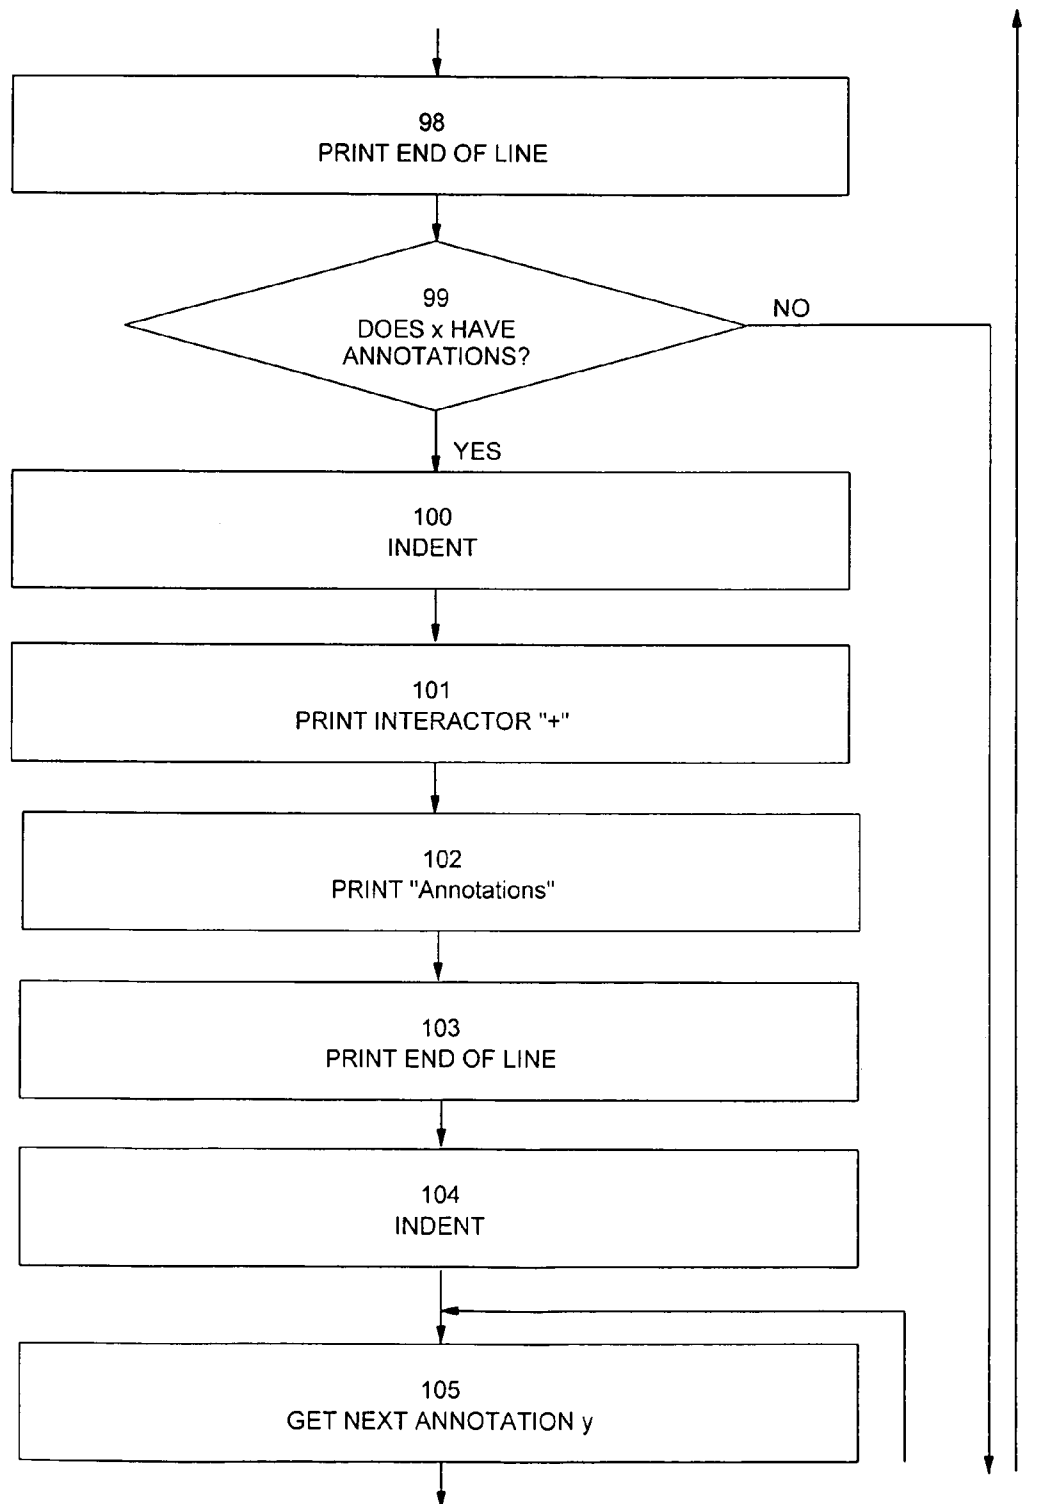 98
PRINT END OF LINE
99
DOES x HAVE
ANNOTATIONS?
NO
YES
100
INDENT
101
PRINT INTERACTOR "+"
102
PRINT "Annotations"
103
PRINT END OF LINE
104
INDENT
105
GET NEXT ANNOTATION y